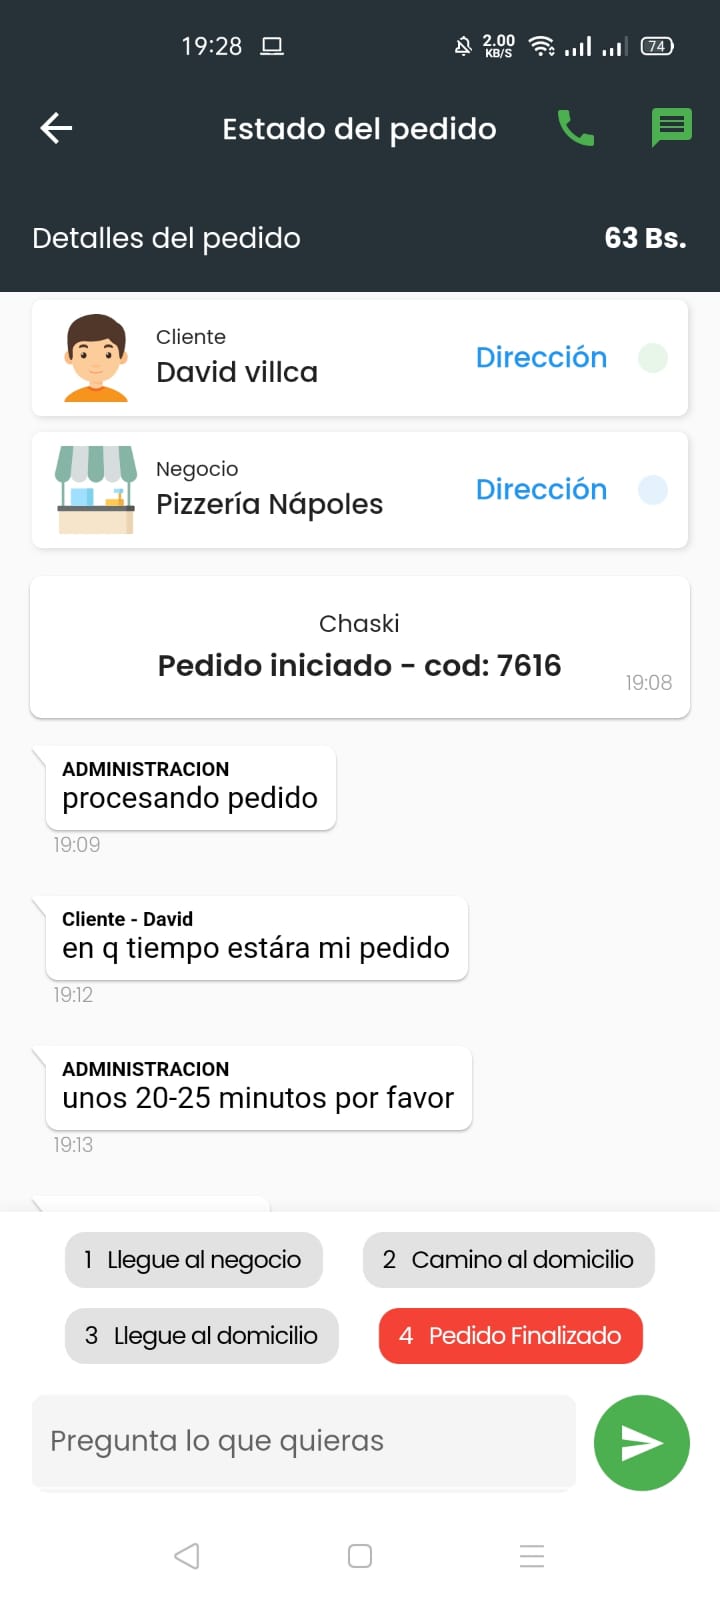 19:28
2.00
KB/S
74
Estado del pedido
Detalles del pedido
63 Bs.
Cliente
David villca
Dirección
Negocio
Pizzería Nápoles
Dirección
Chaski
Pedido iniciado - cod: 7616
19:08
ADMINISTRACION
procesando pedido
19:09
Cliente - David
en q tiempo estára mi pedido
19:12
ADMINISTRACION
unos 20-25 minutos por favor
19:13
1 Llegue al negocio
2 Camino al domicilio
3 Llegue al domicilio
4 Pedido Finalizado
Pregunta lo que quieras